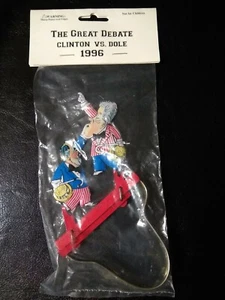 THE GREAT DEBATE
CLINTON VS. DOLE
1996